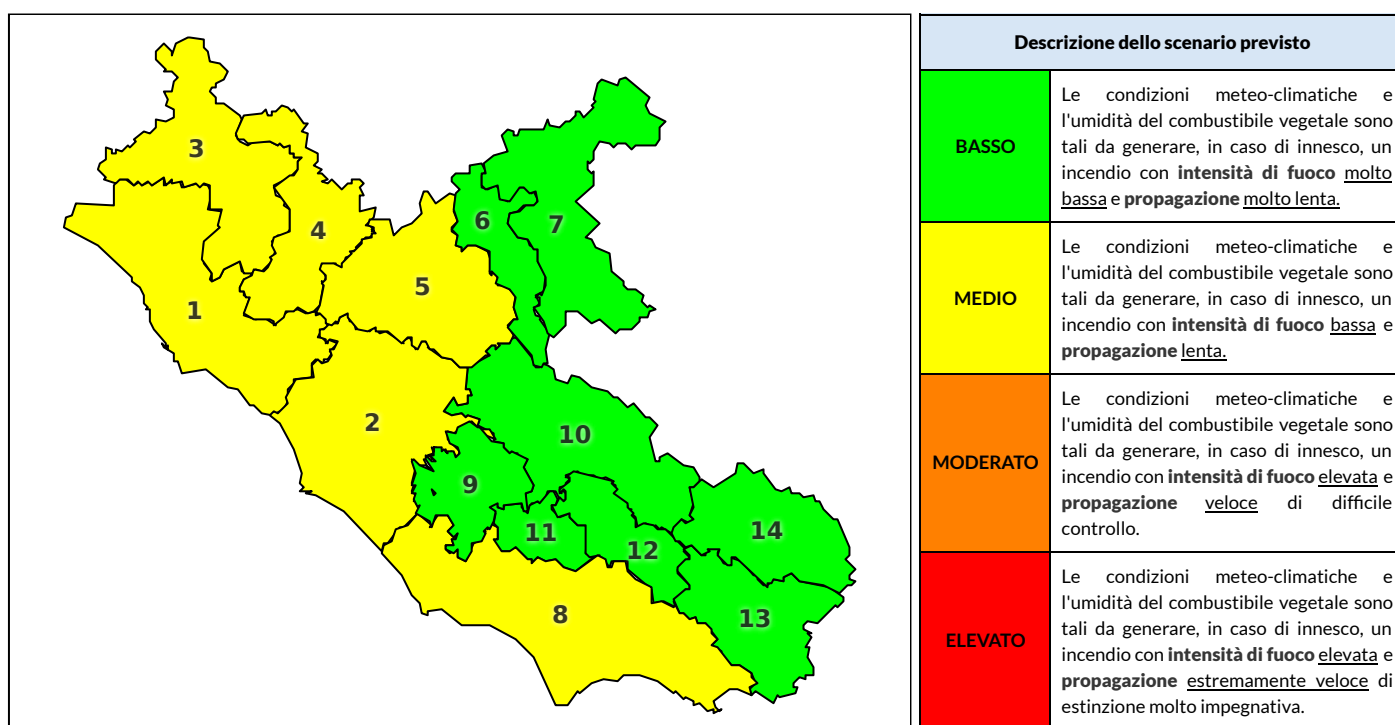 3
4
6
7
5
1
2
10
9
11
12
14
8
13
Descrizione dello scenario previsto
BASSO
Le condizioni meteo-climatiche e
l'umidità del combustibile vegetale sono
tali da generare, in caso di innesco, un
incendio con intensità di fuoco molto
bassa e propagazione molto lenta.
MEDIO
Le condizioni meteo-climatiche e
l'umidità del combustibile vegetale sono
tali da generare, in caso di innesco, un
incendio con intensità di fuoco bassa e
propagazione lenta.
MODERATO
Le condizioni meteo-climatiche e
l'umidità del combustibile vegetale sono
tali da generare, in caso di innesco, un
incendio con intensità di fuoco elevata e
propagazione veloce di difficile
controllo.
ELEVATO
Le condizioni meteo-climatiche e
l'umidità del combustibile vegetale sono
tali da generare, in caso di innesco, un
incendio con intensità di fuoco elevata e
propagazione estremamente veloce di
estinzione molto impegnativa.